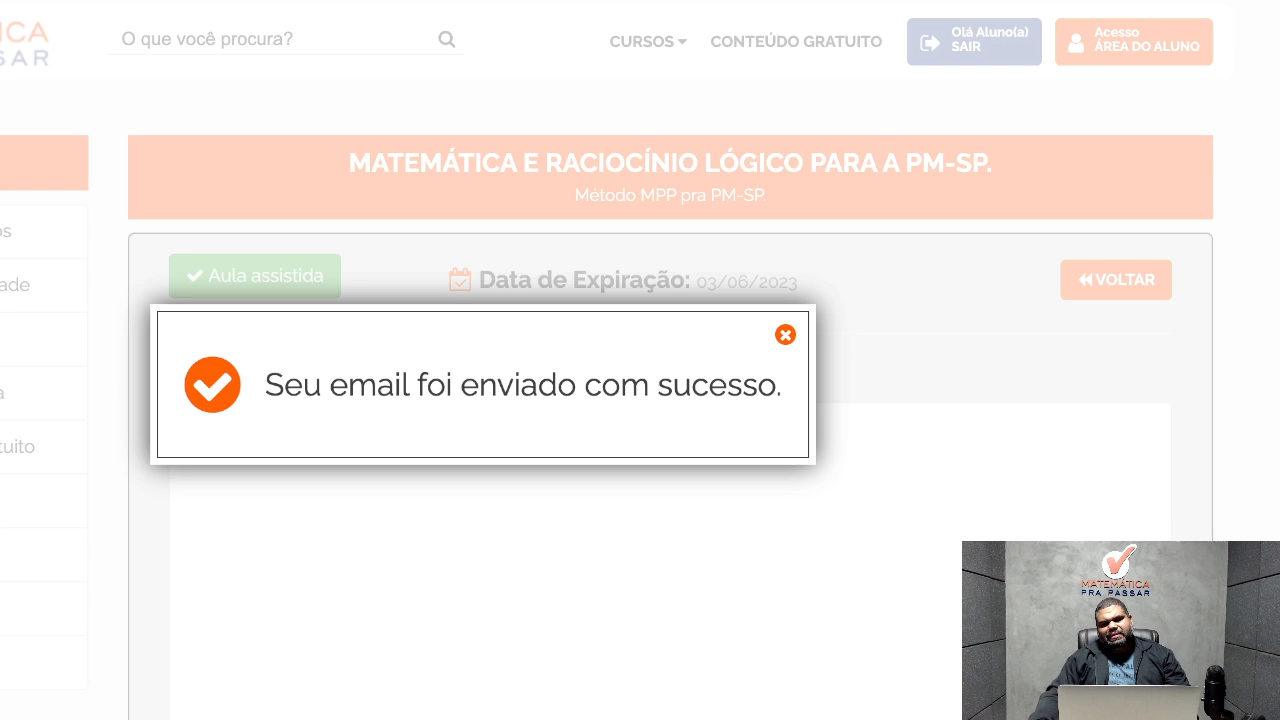 ICA
SSAR
O que você procura?
CURSOS
CONTEÚDO GRATUITO
Olá Aluno(a)
SAIR
Acesso
ÁREA DO ALUNO
MATEMÁTICA E RACIOCÍNIO LÓGICO PARA A PM-SP.
Método MPP pra PM-SP.
os
ade
a
tuito
Aula assistida
Data de Expiração: 03/06/2023
VOLTAR
Seu email foi enviado com sucesso.
MATEMÁTICA
PRA PASSAR